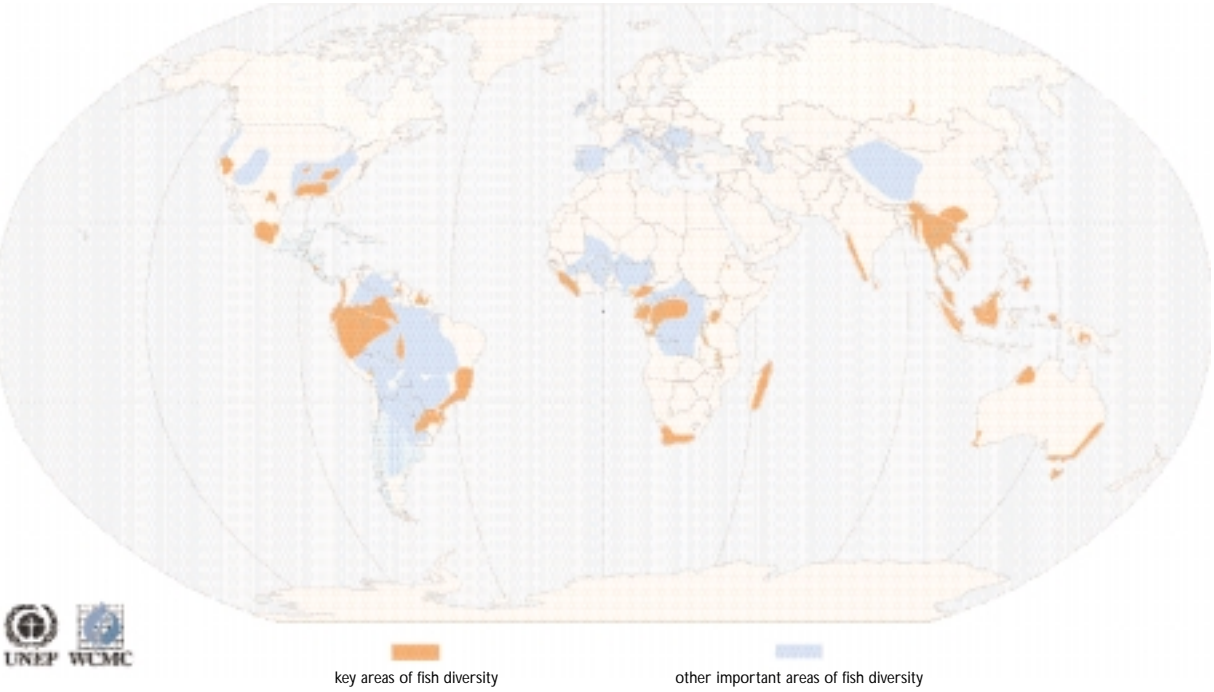 UNEP WCMC
key areas of fish diversity
other important areas of fish diversity